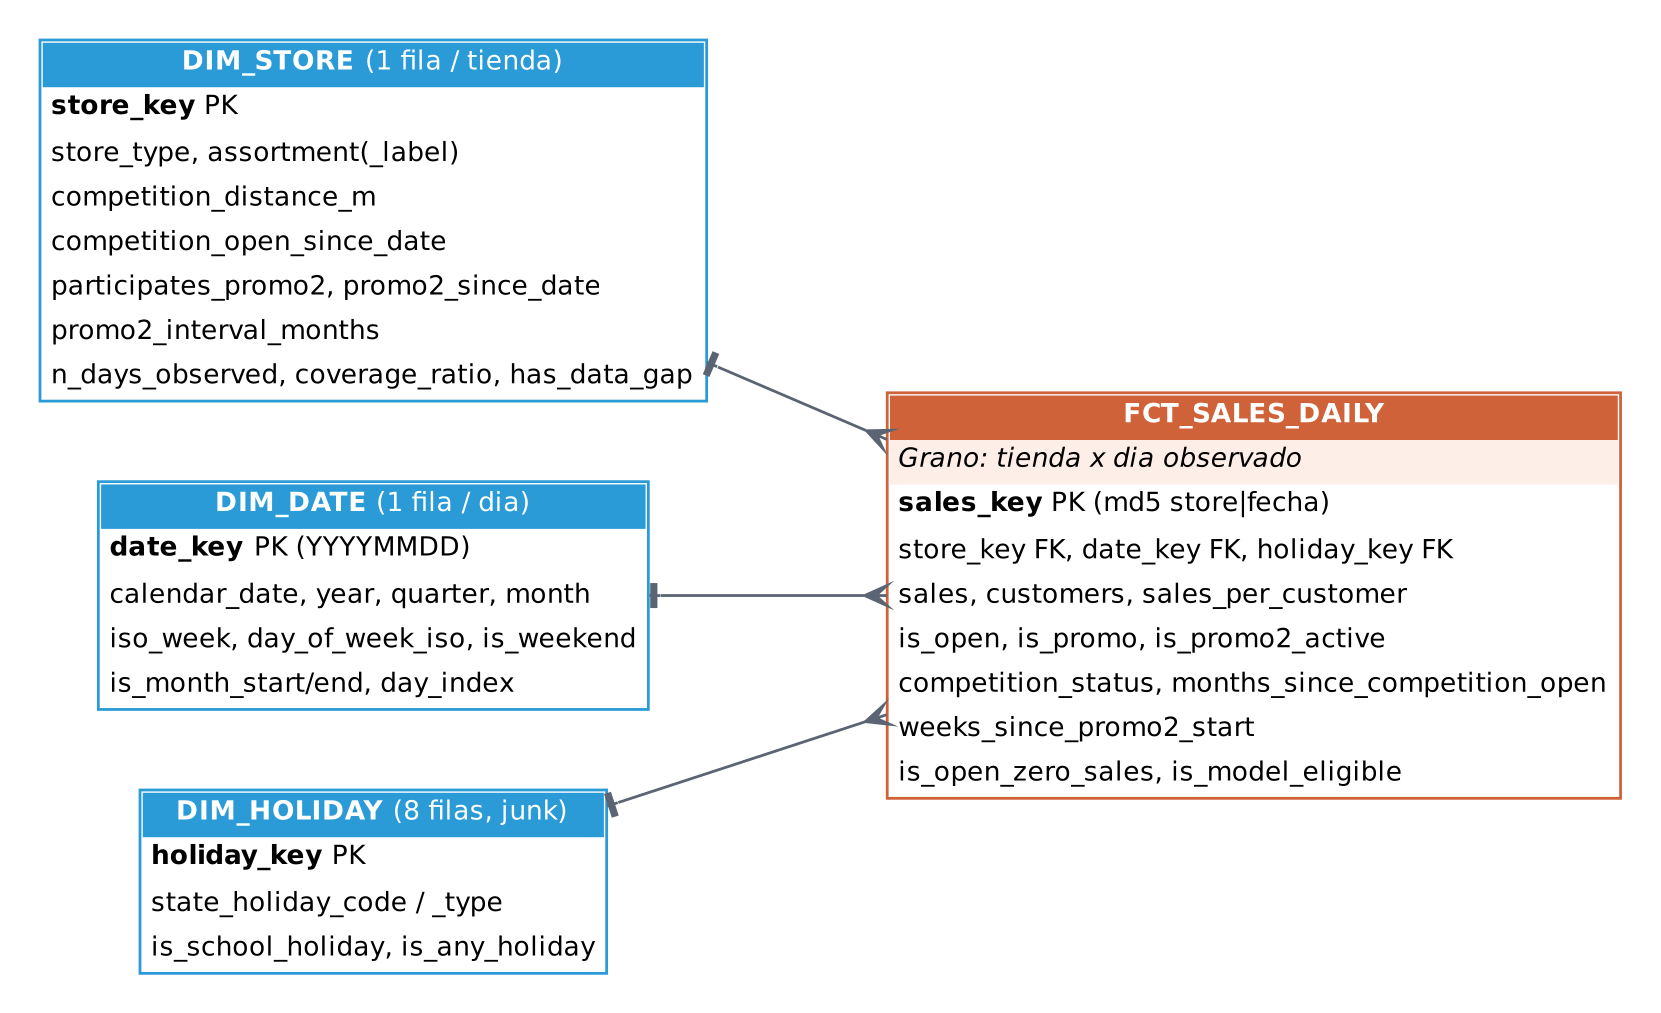 DIM_STORE (1 fila / tienda)
store_key PK
store_type, assortment(_label)
competition_distance_m
competition_open_since_date
participates_promo2, promo2_since_date
promo2_interval_months
n_days_observed, coverage_ratio, has_data_gap
DIM_DATE (1 fila / dia)
date_key PK (YYYYMMDD)
calendar_date, year, quarter, month
iso_week, day_of_week_iso, is_weekend
is_month_start/end, day_index
DIM_HOLIDAY (8 filas, junk)
holiday_key PK
state_holiday_code / _type
is_school_holiday, is_any_holiday
FCT_SALES_DAILY
Grano: tienda x dia observado
sales_key PK (md5 store|fecha)
store_key FK, date_key FK, holiday_key FK
sales, customers, sales_per_customer
is_open, is_promo, is_promo2_active
competition_status, months_since_competition_open
weeks_since_promo2_start
is_open_zero_sales, is_model_eligible